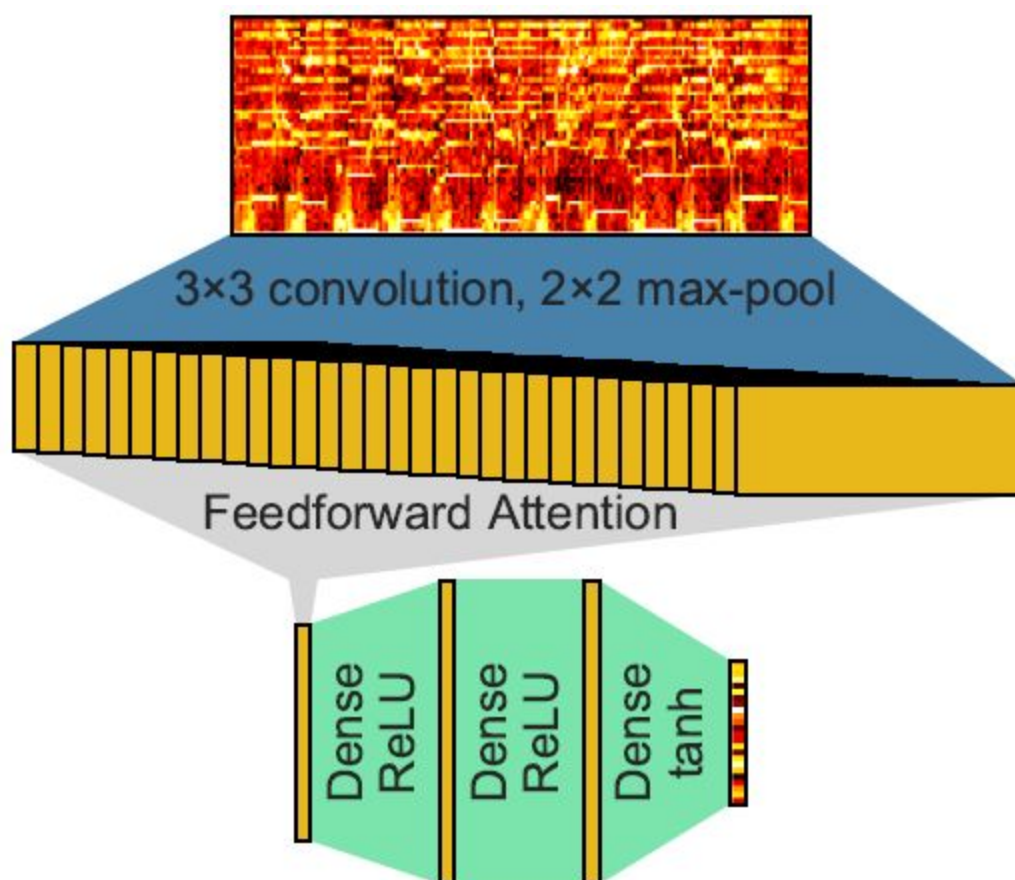 3×3 convolution, 2×2 max-pool
Feedforward Attention
Dense
ReLU
Dense
ReLU
Dense
tanh